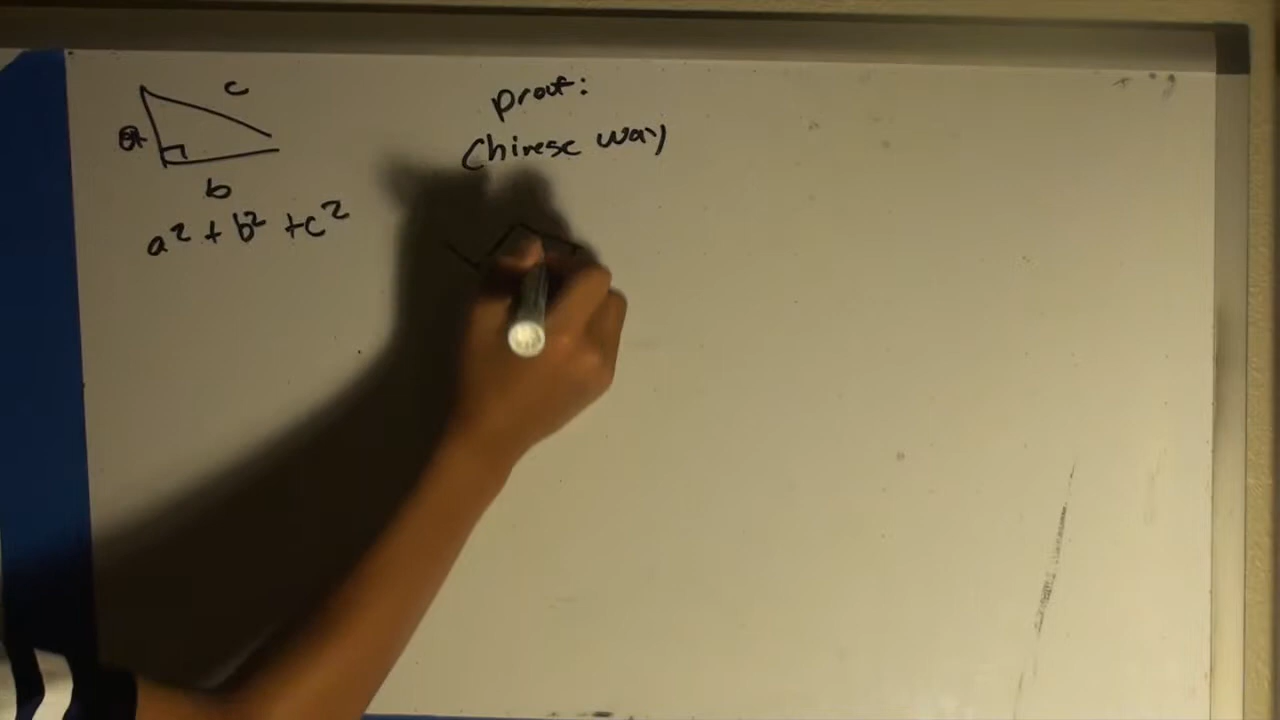 c
a
b
a² + b² + c²
proof:
Chinese way